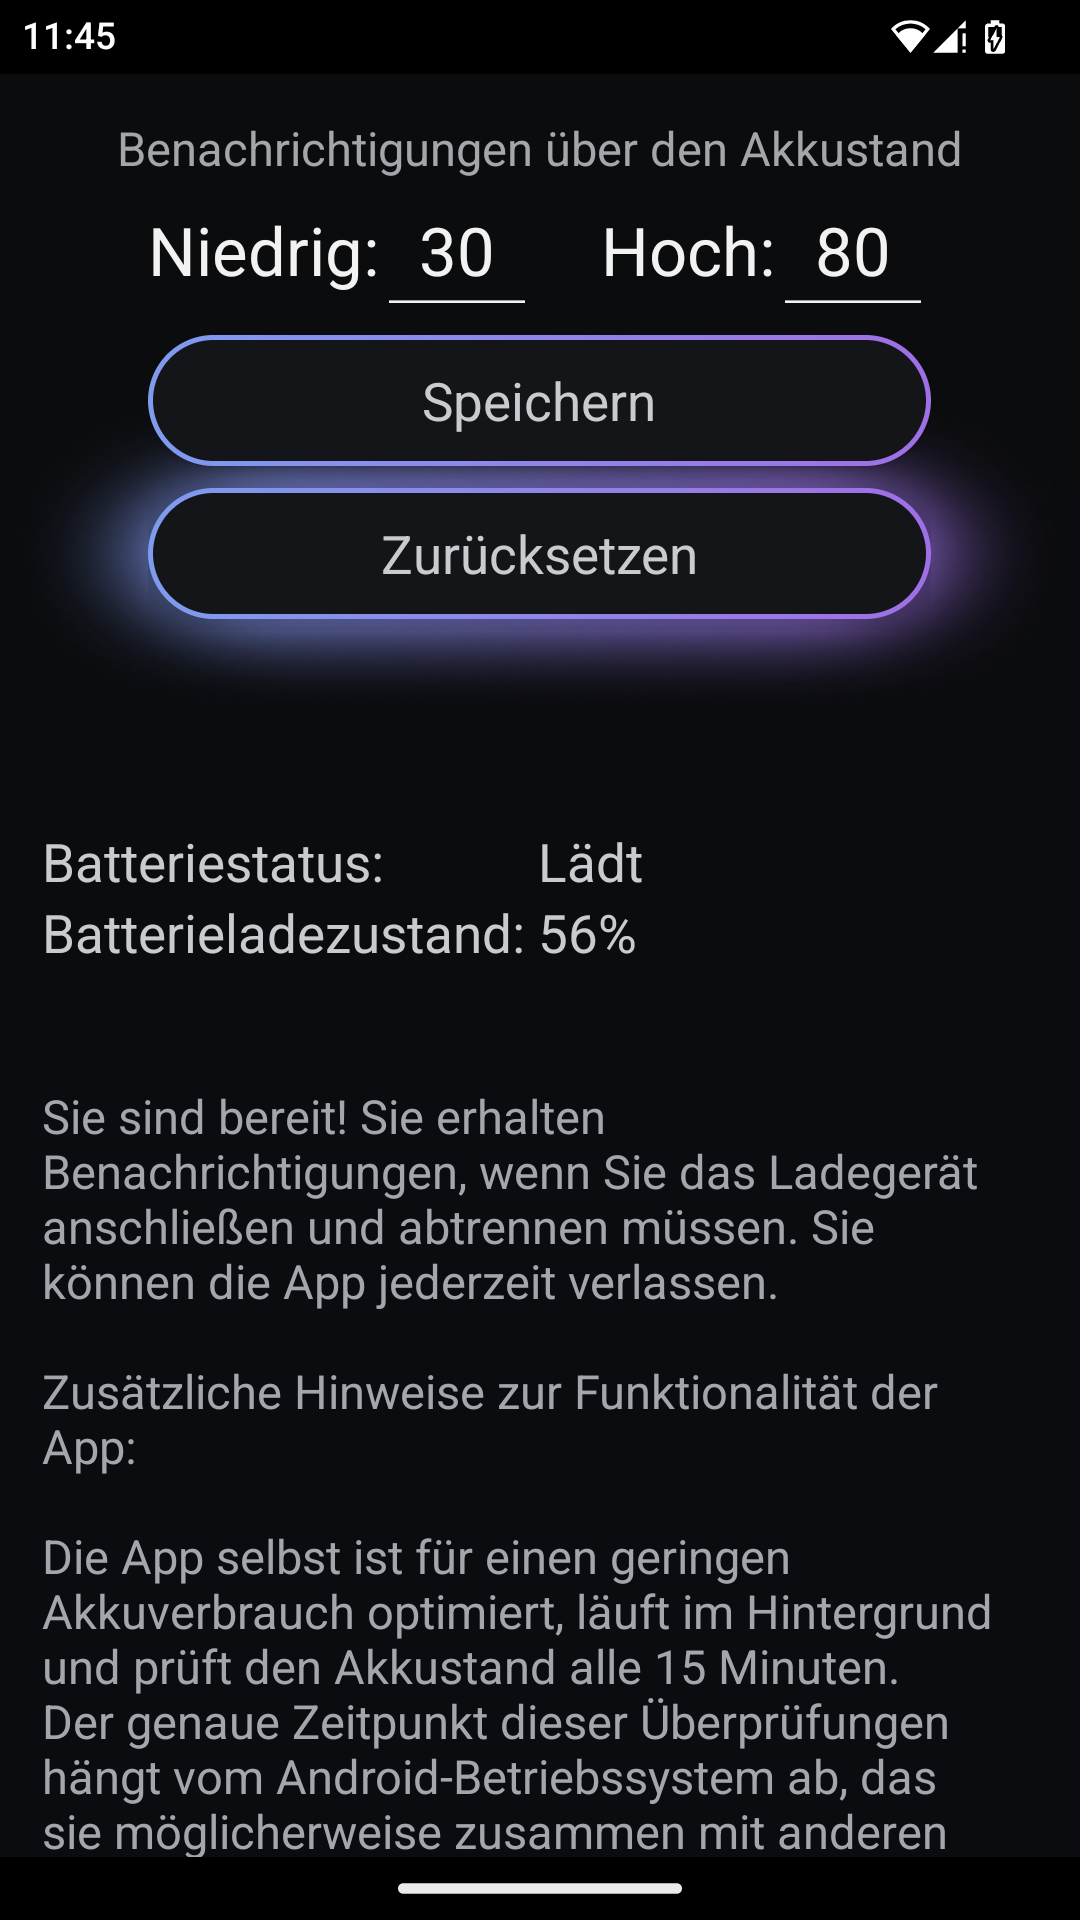 11:45
Benachrichtigungen über den Akkustand
Niedrig: 30 Hoch: 80
Speichern
Zurücksetzen
Batteriestatus: Lädt
Batterieladezustand: 56%
Sie sind bereit! Sie erhalten
Benachrichtigungen, wenn Sie das Ladegerät
anschließen und abtrennen müssen. Sie
können die App jederzeit verlassen.
Zusätzliche Hinweise zur Funktionalität der
App:
Die App selbst ist für einen geringen
Akkuverbrauch optimiert, läuft im Hintergrund
und prüft den Akkustand alle 15 Minuten.
Der genaue Zeitpunkt dieser Überprüfungen
hängt vom Android-Betriebssystem ab, das
sie möglicherweise zusammen mit anderen